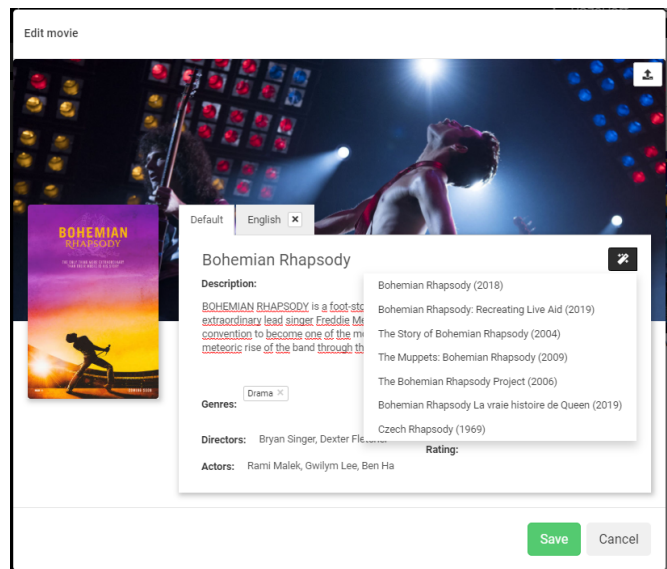 Edit movie
BOHEMIAN
RHAPSODY
Default
English
Bohemian Rhapsody
Description:
BOHEMIAN RHAPSODY is a foot-sto
extraordinary lead singer Freddie Me
convention to become one of the mo
meteoric rise of the band through th
Bohemian Rhapsody (2018)
Bohemian Rhapsody: Recreating Live Aid (2019)
The Story of Bohemian Rhapsody (2004)
The Muppets: Bohemian Rhapsody (2009)
The Bohemian Rhapsody Project (2006)
Bohemian Rhapsody La vraie histoire de Queen (2019)
Czech Rhapsody (1969)
Genres:
Drama
Directors: Bryan Singer, Dexter Fletcher
Rating:
Actors: Rami Malek, Gwilym Lee, Ben Ha
Save
Cancel